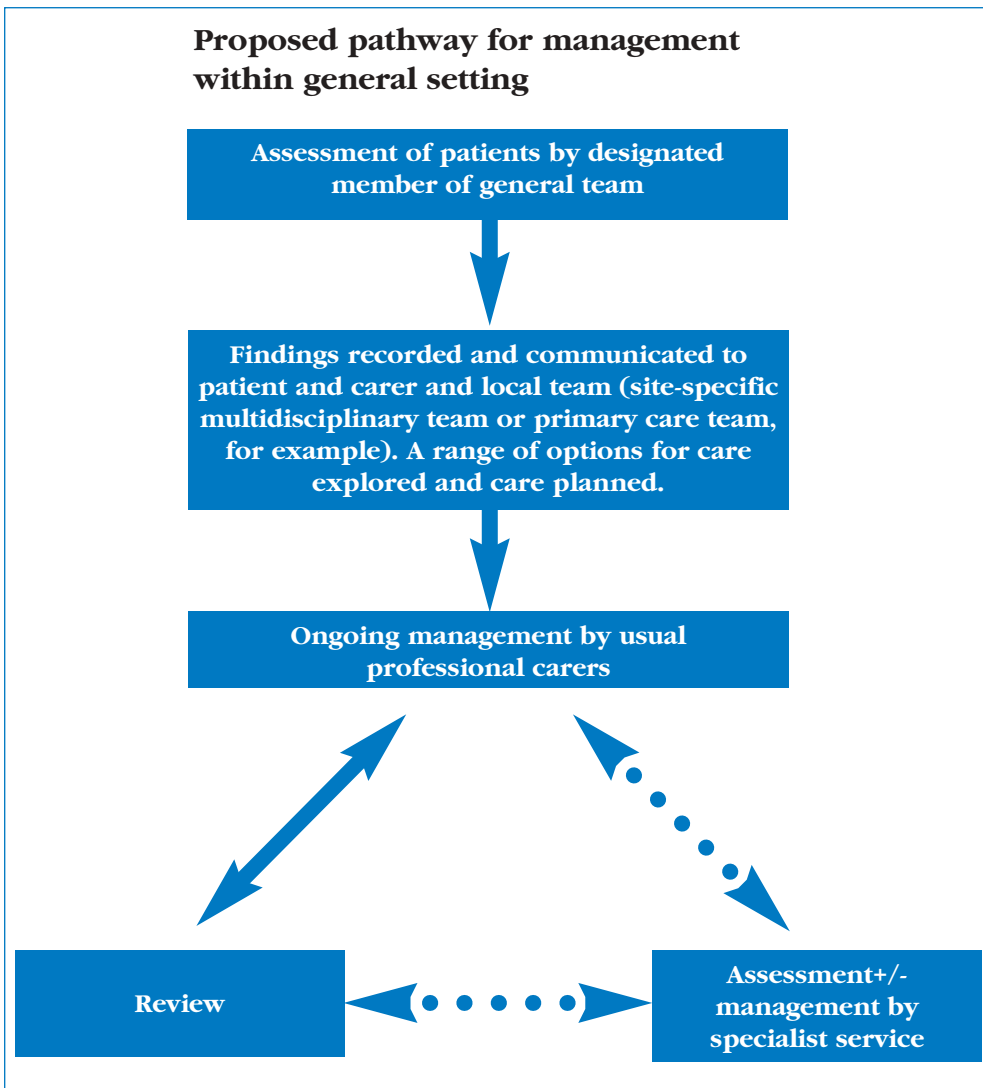 Proposed pathway for management
within general setting
Assessment of patients by designated
member of general team
Findings recorded and communicated to
patient and carer and local team (site-specific
multidisciplinary team or primary care team,
for example). A range of options for care
explored and care planned.
Ongoing management by usual
professional carers
Review
Assessment+/-
management by
specialist service